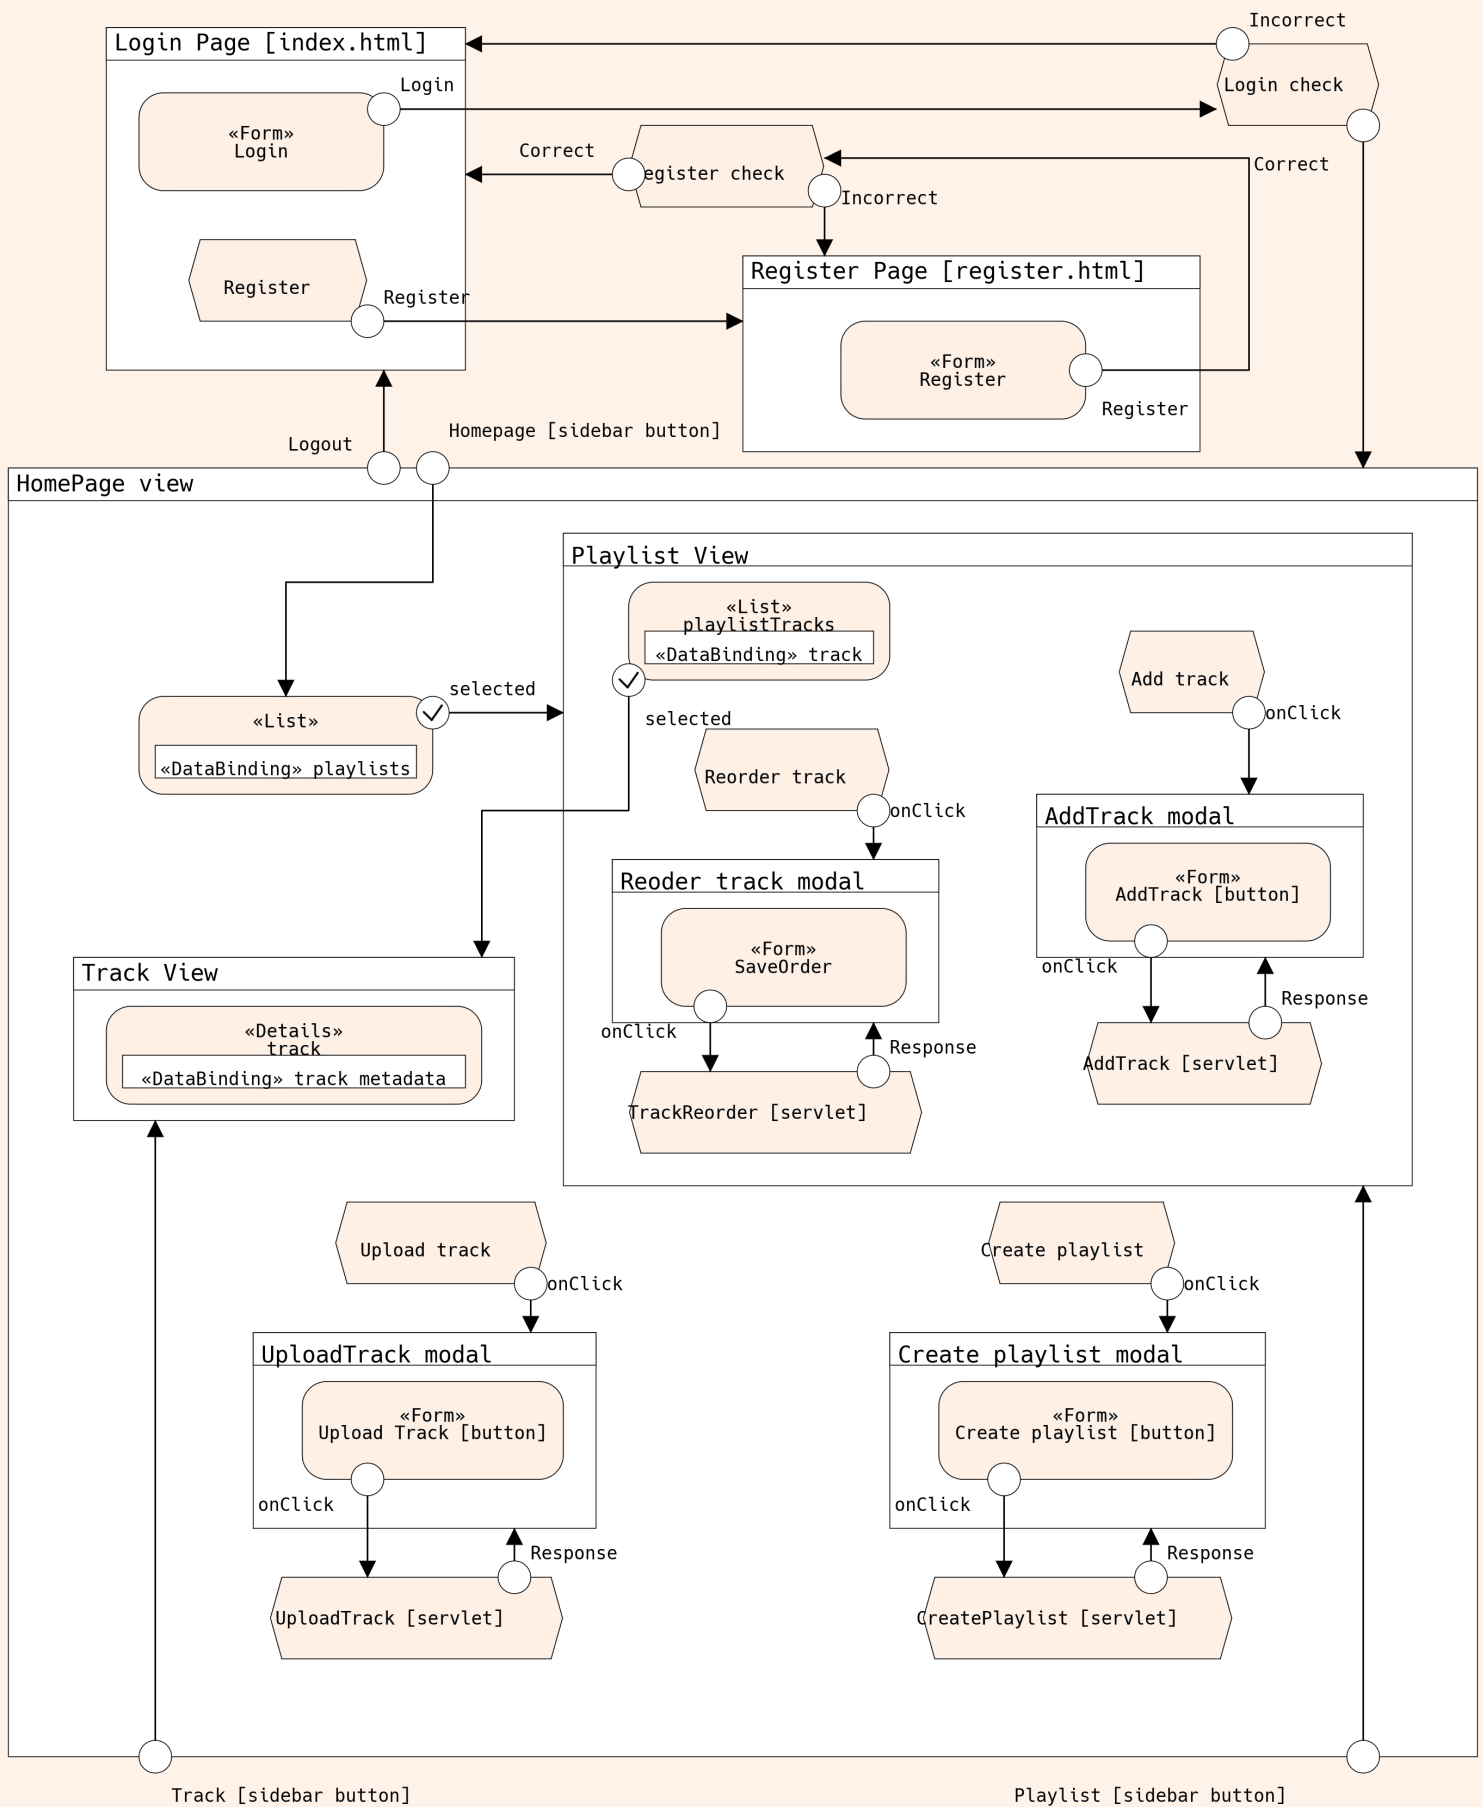 Incorrect
Login Page [index.html]
Login
Login check
«Form»
Login
Correct
egister check
Correct
Incorrect
Register Page [register.html]
Register
Register
«Form»
Register
Register
Logout
Homepage [sidebar button]
HomePage view
Playlist View
«List»
playlistTracks
«DataBinding» track
Add track
selected
onClick
«List»
selected
«DataBinding» playlists
Reorder track
onClick
AddTrack modal
Reoder track modal
«Form»
AddTrack [button]
«Form»
SaveOrder
onClick
Track View
Response
«Details»
track
onClick
Response
«DataBinding» track metadata
AddTrack [servlet]
TrackReorder [servlet]
Upload track
Create playlist
onClick
onClick
UploadTrack modal
Create playlist modal
«Form»
Upload Track [button]
«Form»
Create playlist [button]
onClick
onClick
Response
Response
UploadTrack [servlet]
CreatePlaylist [servlet]
Track [sidebar button]
Playlist [sidebar button]